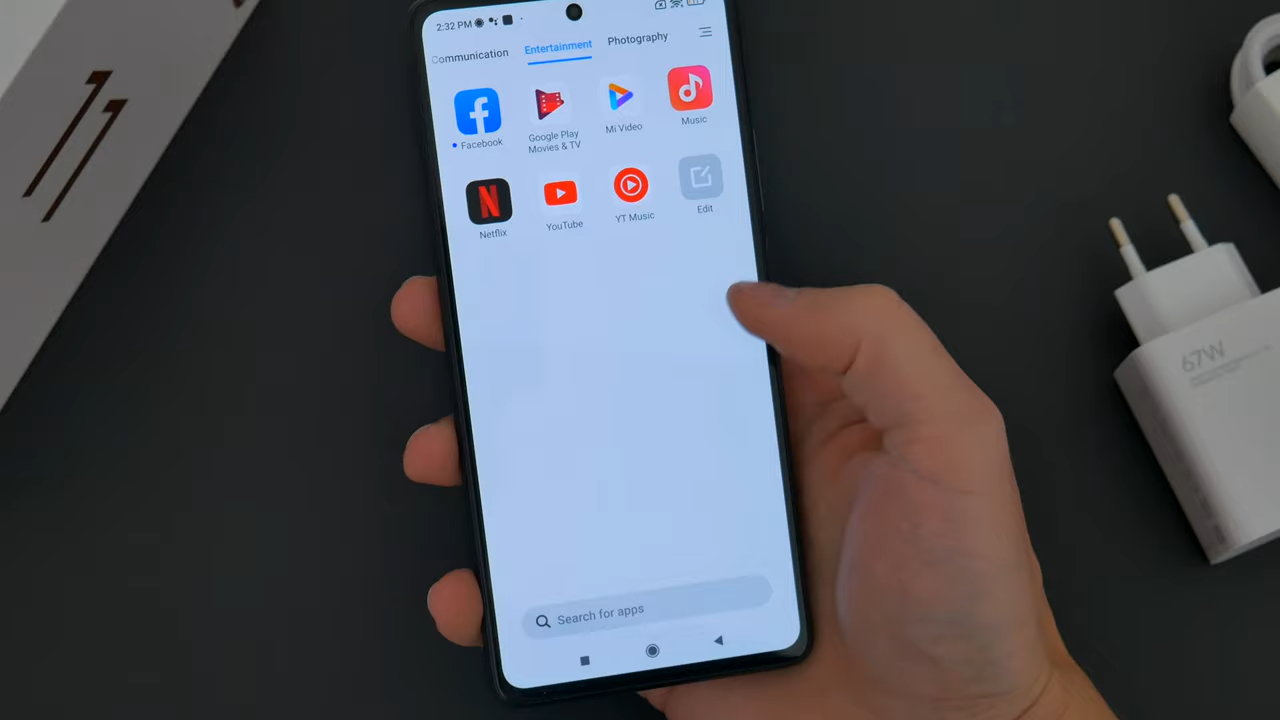 11
2:32 PM
Communication
Entertainment
Photography
Facebook
Google Play
Movies & TV
Mi Video
Music
Netflix
YouTube
YT Music
Edit
Search for apps
67W